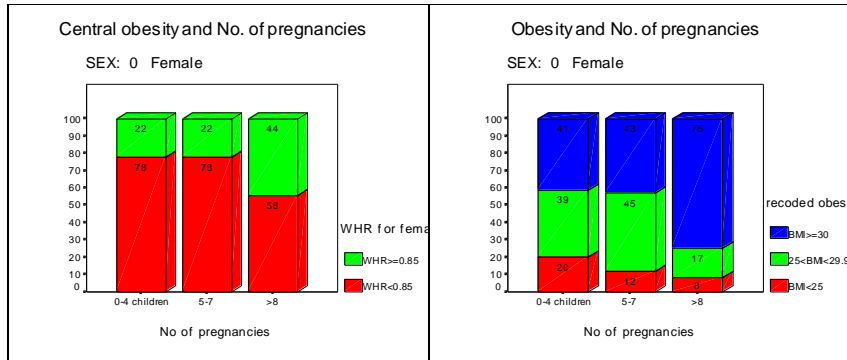 Central obesity and No. of pregnancies
SEX: 0 Female
100
90
80
70
60
50
40
30
20
10
0
22
22
44
78
78
56
0-4 children
5-7
>8
No of pregnancies
WHR for fema
WHR>=0.85
WHR<0.85
Obesity and No. of pregnancies
SEX: 0 Female
100
90
80
70
60
50
40
30
20
10
0
41
43
75
39
45
17
20
12
8
0-4 children
5-7
>8
No of pregnancies
recoded obes
BMI>=30
25<BMI<29.9
BMI<25